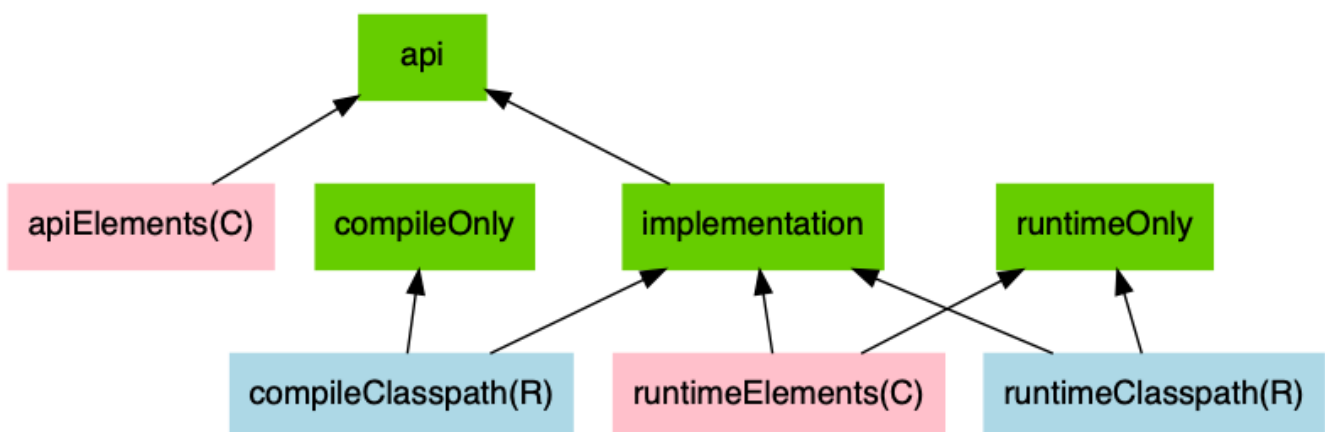 api
apiElements(C)
compileOnly
implementation
runtimeOnly
compileClasspath(R)
runtimeElements(C)
runtimeClasspath(R)